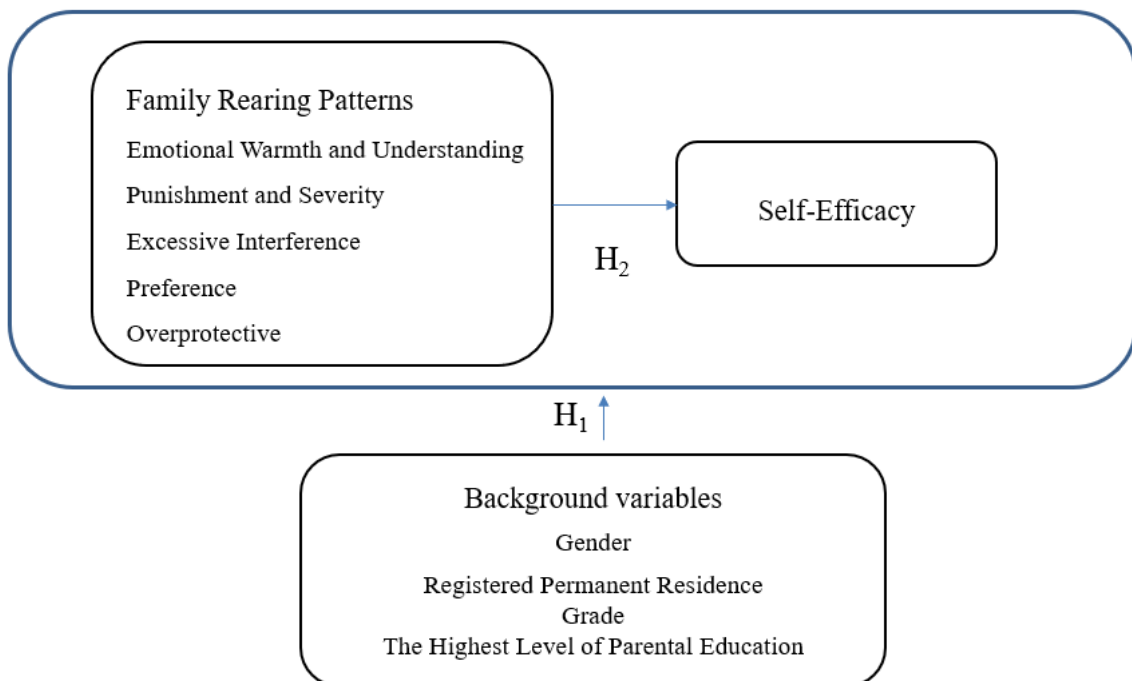 Family Rearing Patterns
Emotional Warmth and Understanding
Punishment and Severity
Excessive Interference
Preference
Overprotective
Self-Efficacy
H₂
H₁
Background variables
Gender
Registered Permanent Residence
Grade
The Highest Level of Parental Education